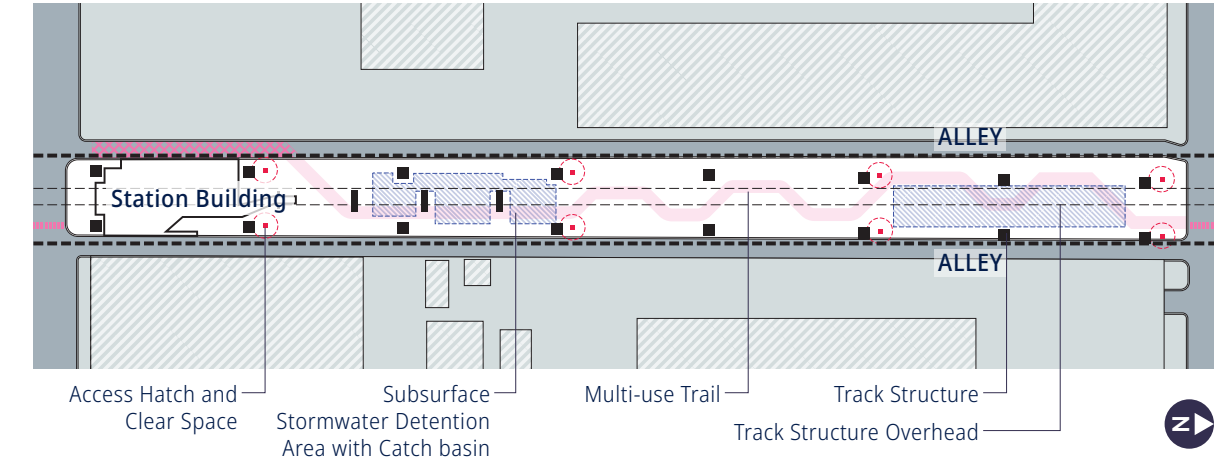 ALLEY
Station Building
ALLEY
Access Hatch and
Clear Space
Subsurface
Stormwater Detention
Area with Catch basin
Multi-use Trail
Track Structure
Track Structure Overhead
N